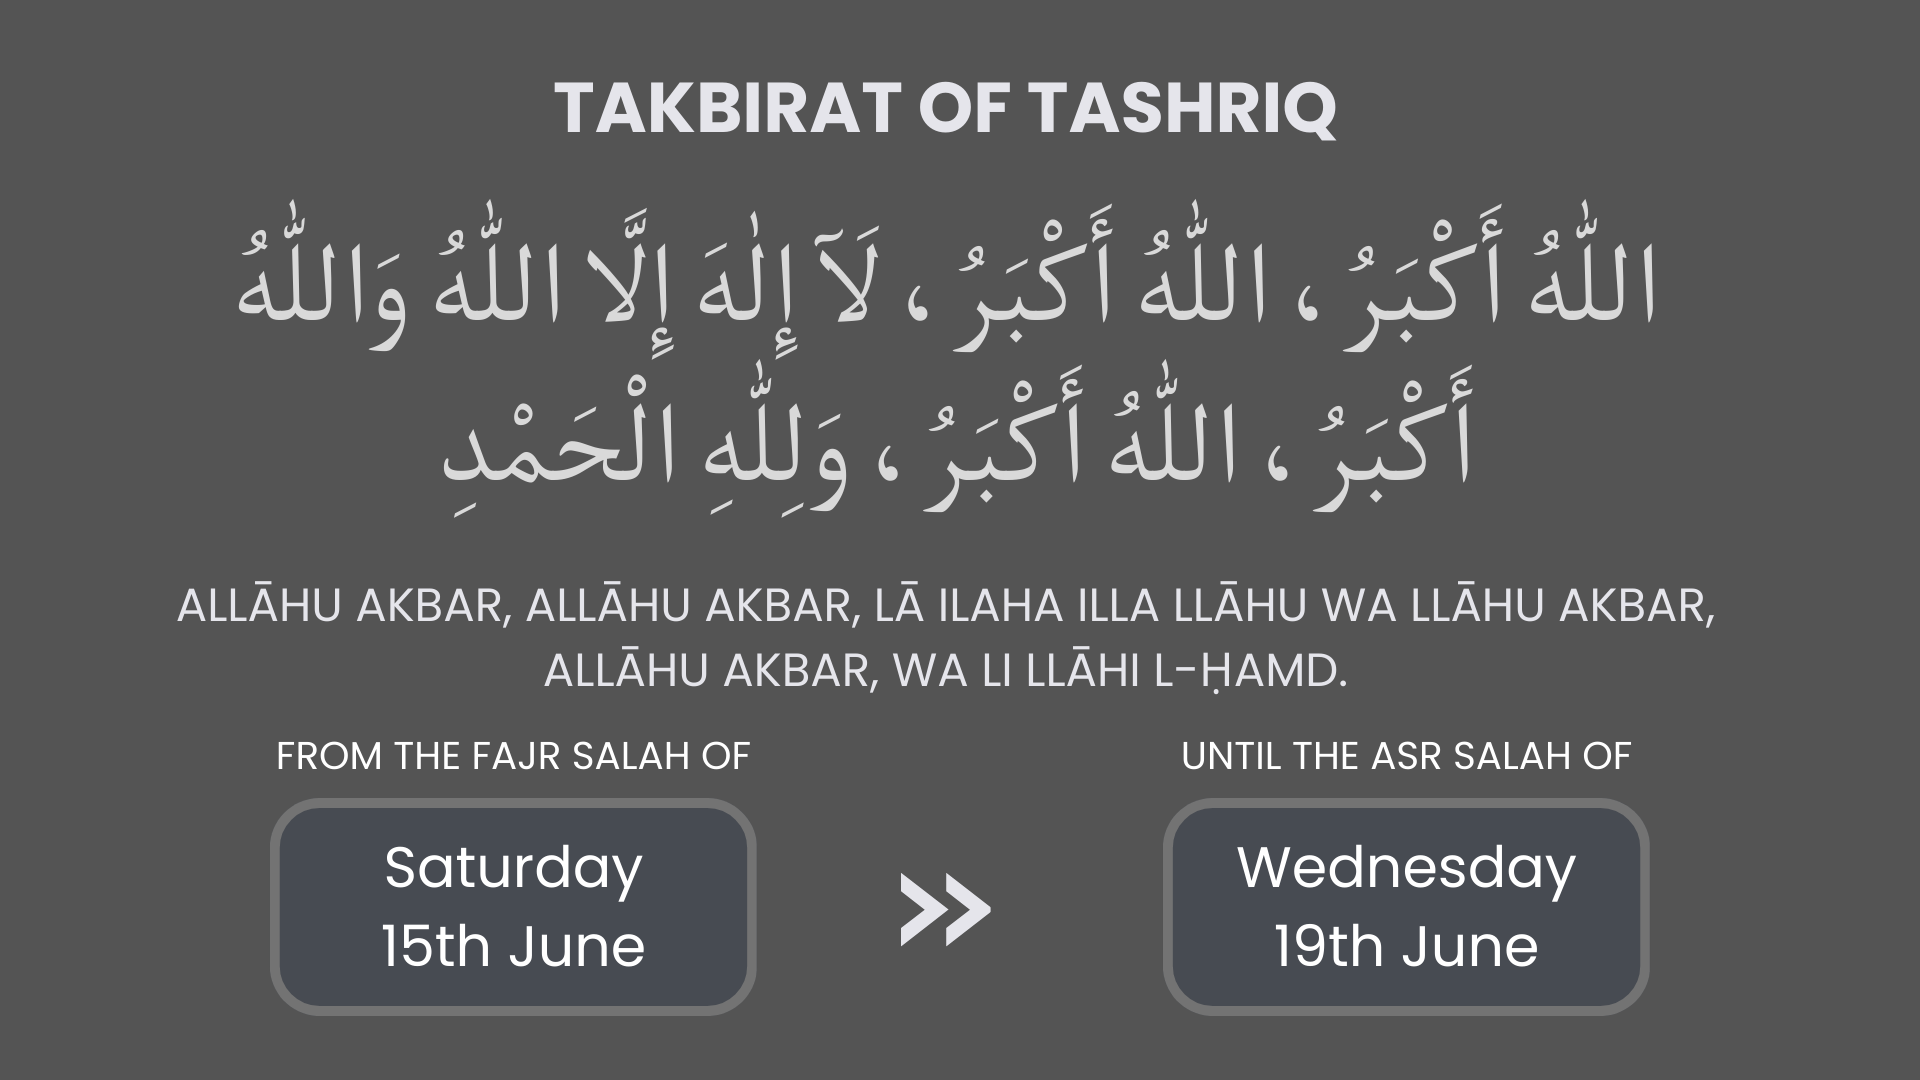 TAKBIRAT OF TASHRIQ
اللّٰهُ أَكْبَرُ، اللّٰهُ أَكْبَرُ، لَآ إِلٰهَ إِلَّا اللّٰهُ وَاللّٰهُ
أَكْبَرُ، اللّٰهُ أَكْبَرُ، وَلِلّٰهِ الْحَمْدِ
ALLĀHU AKBAR, ALLĀHU AKBAR, LĀ ILAHA ILLA LLĀHU WA LLĀHU AKBAR,
ALLĀHU AKBAR, WA LI LLĀHI L-ḤAMD.
FROM THE FAJR SALAH OF
Saturday
15th June
»
UNTIL THE ASR SALAH OF
Wednesday
19th June